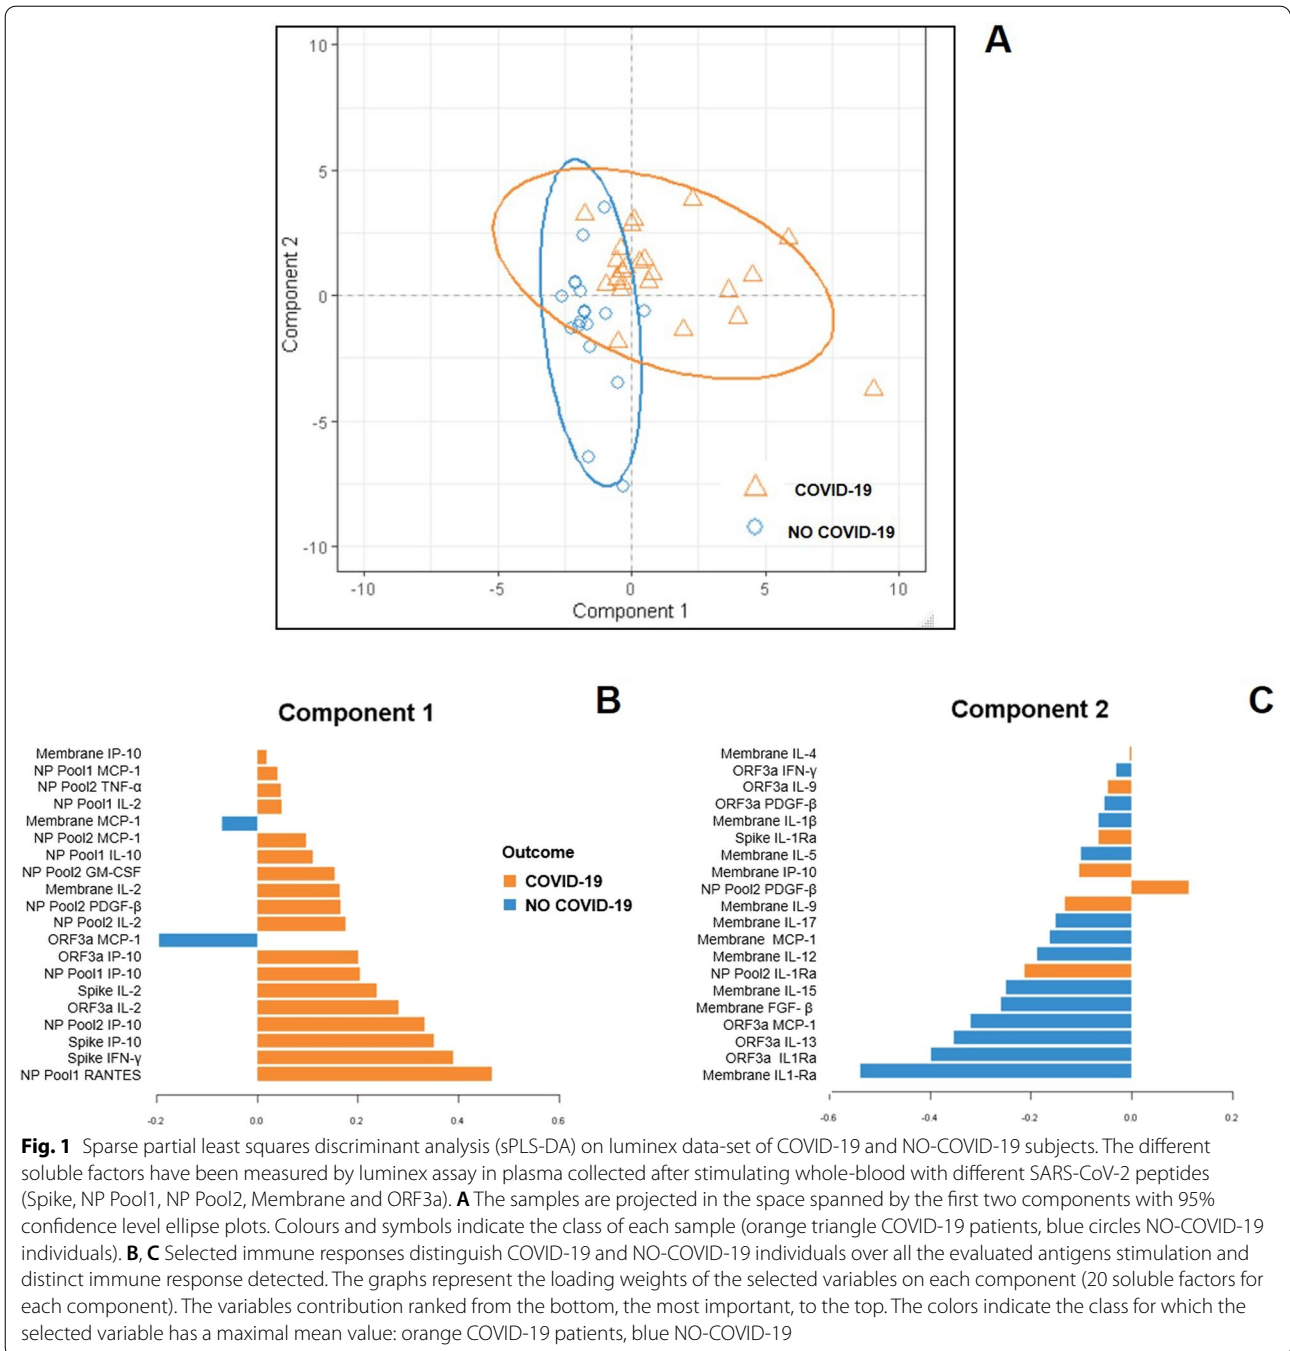 A
10
5
0
-5
-10
Component 2
COVID-19
NO COVID-19
-10
-5
0
5
10
Component 1
B
Component 1
Membrane IP-10
NP Pool1 MCP-1
NP Pool2 TNF-α
NP Pool1 IL-2
Membrane MCP-1
NP Pool2 MCP-1
NP Pool1 IL-10
NP Pool2 GM-CSF
Membrane IL-2
NP Pool2 PDGF-β
NP Pool2 IL-2
ORF3a MCP-1
ORF3a IP-10
NP Pool1 IP-10
Spike IL-2
ORF3a IL-2
NP Pool2 IP-10
Spike IP-10
Spike IFN-γ
NP Pool1 RANTES
-0.2
0.0
0.2
0.4
0.6
Outcome
COVID-19
NO COVID-19
C
Component 2
Membrane IL-4
ORF3a IFN-γ
ORF3a IL-9
ORF3a PDGF-β
Membrane IL-1β
Spike IL-1Ra
Membrane IL-5
Membrane IP-10
NP Pool2 PDGF-β
Membrane IL-9
Membrane IL-17
Membrane MCP-1
Membrane IL-12
NP Pool2 IL-1Ra
Membrane IL-15
Membrane FGF- β
ORF3a MCP-1
ORF3a IL-13
ORF3a IL1Ra
Membrane IL1-Ra
-0.6
-0.4
-0.2
0.0
0.2
Fig. 1 Sparse partial least squares discriminant analysis (sPLS-DA) on luminex data-set of COVID-19 and NO-COVID-19 subjects. The different
soluble factors have been measured by luminex assay in plasma collected after stimulating whole-blood with different SARS-CoV-2 peptides
(Spike, NP Pool1, NP Pool2, Membrane and ORF3a). A The samples are projected in the space spanned by the first two components with 95%
confidence level ellipse plots. Colours and symbols indicate the class of each sample (orange triangle COVID-19 patients, blue circles NO-COVID-19
individuals). B, C Selected immune responses distinguish COVID-19 and NO-COVID-19 individuals over all the evaluated antigens stimulation and
distinct immune response detected. The graphs represent the loading weights of the selected variables on each component (20 soluble factors for
each component). The variables contribution ranked from the bottom, the most important, to the top. The colors indicate the class for which the
selected variable has a maximal mean value: orange COVID-19 patients, blue NO-COVID-19